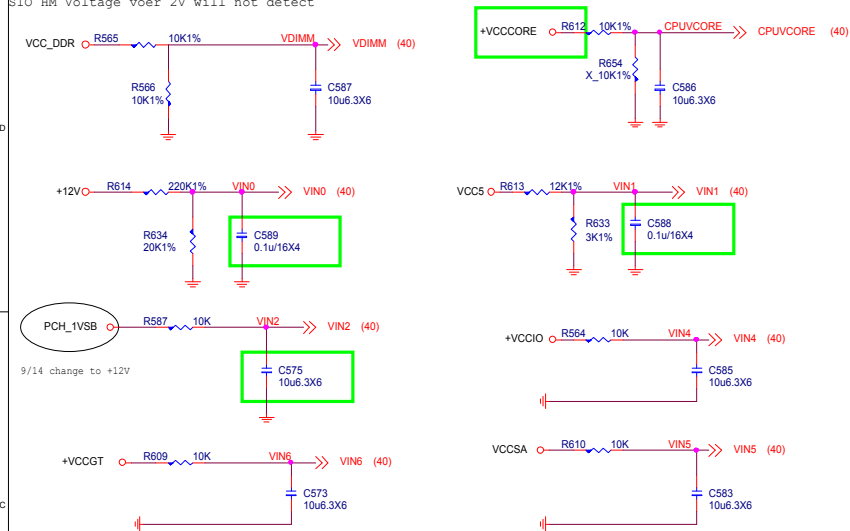 SIO HM voltage voer 2V will not detect
VCC_DDR R565 10K1% VDIMM VDIMM (40)
R566
10K1%
C587
10u6.3X6
+VCCCORE R612 10K1% CPUVCORE CPUVCORE (40)
R654
X_10K1%
C586
10u6.3X6
D
+12V R614 220K1% VIN0 VIN0 (40)
R634
20K1%
C589
0.1u/16X4
VCC5 R613 12K1% VIN1 VIN1 (40)
R633
3K1%
C588
0.1u/16X4
PCH_1VSB R587 10K VIN2 VIN2 (40)
9/14 change to +12V
C575
10u6.3X6
+VCCIO R564 10K VIN4 VIN4 (40)
C585
10u6.3X6
+VCCGT R609 10K VIN6 VIN6 (40)
C573
10u6.3X6
VCCSA R610 10K VIN5 VIN5 (40)
C583
10u6.3X6
C